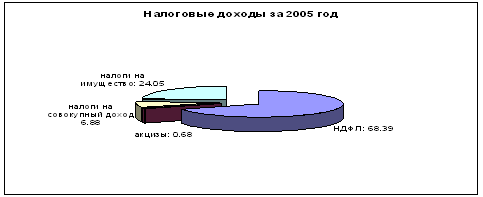 Налоговые доходы за 2005 год
налоги на
имущество: 24.05
налоги на
совокупный доход
6.88
акцизы: 0.68
НДФЛ: 68.39